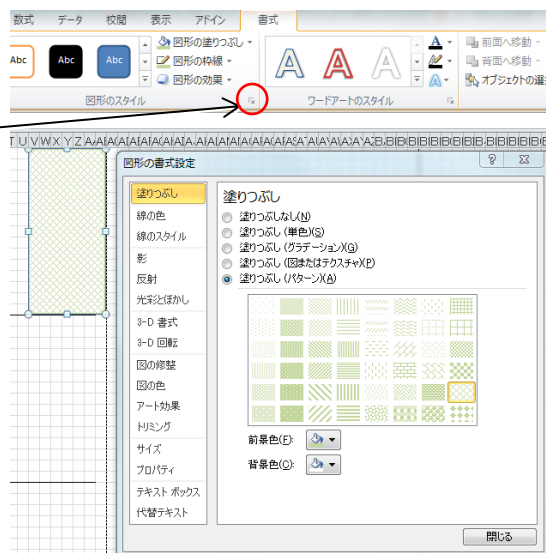 数式 データ 校閲 表示 アドイン 書式
Abc Abc Abc
図形の塗りつぶし
図形の枠線
図形の効果
図形のスタイル
A A A
A
A
ワードアートのスタイル
前面へ移動
背面へ移動
オブジェクトの選
T U V W X Y Z
図形の書式設定
塗りつぶし
線の色
線のスタイル
影
反射
光彩とぼかし
3-D 書式
3-D 回転
図の修整
図の色
アート効果
トリミング
サイズ
プロパティ
テキスト ボックス
代替テキスト
塗りつぶし
塗りつぶしなし(N)
塗りつぶし (単色)(S)
塗りつぶし (グラデーション)(G)
塗りつぶし (図またはテクスチャ)(P)
塗りつぶし (パターン)(A)
前景色(F):
背景色(C):
閉じる